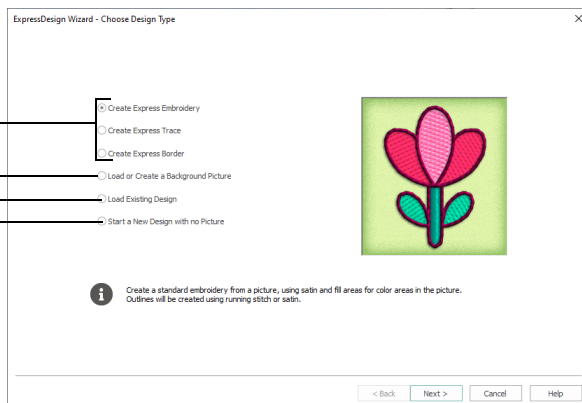 ExpressDesign Wizard - Choose Design Type
Create Express Embroidery
Create Express Trace
Create Express Border
Load or Create a Background Picture
Load Existing Design
Start a New Design with no Picture
Create a standard embroidery from a picture, using satin and fill areas for color areas in the picture.
Outlines will be created using running stitch or satin.
< Back Next > Cancel Help